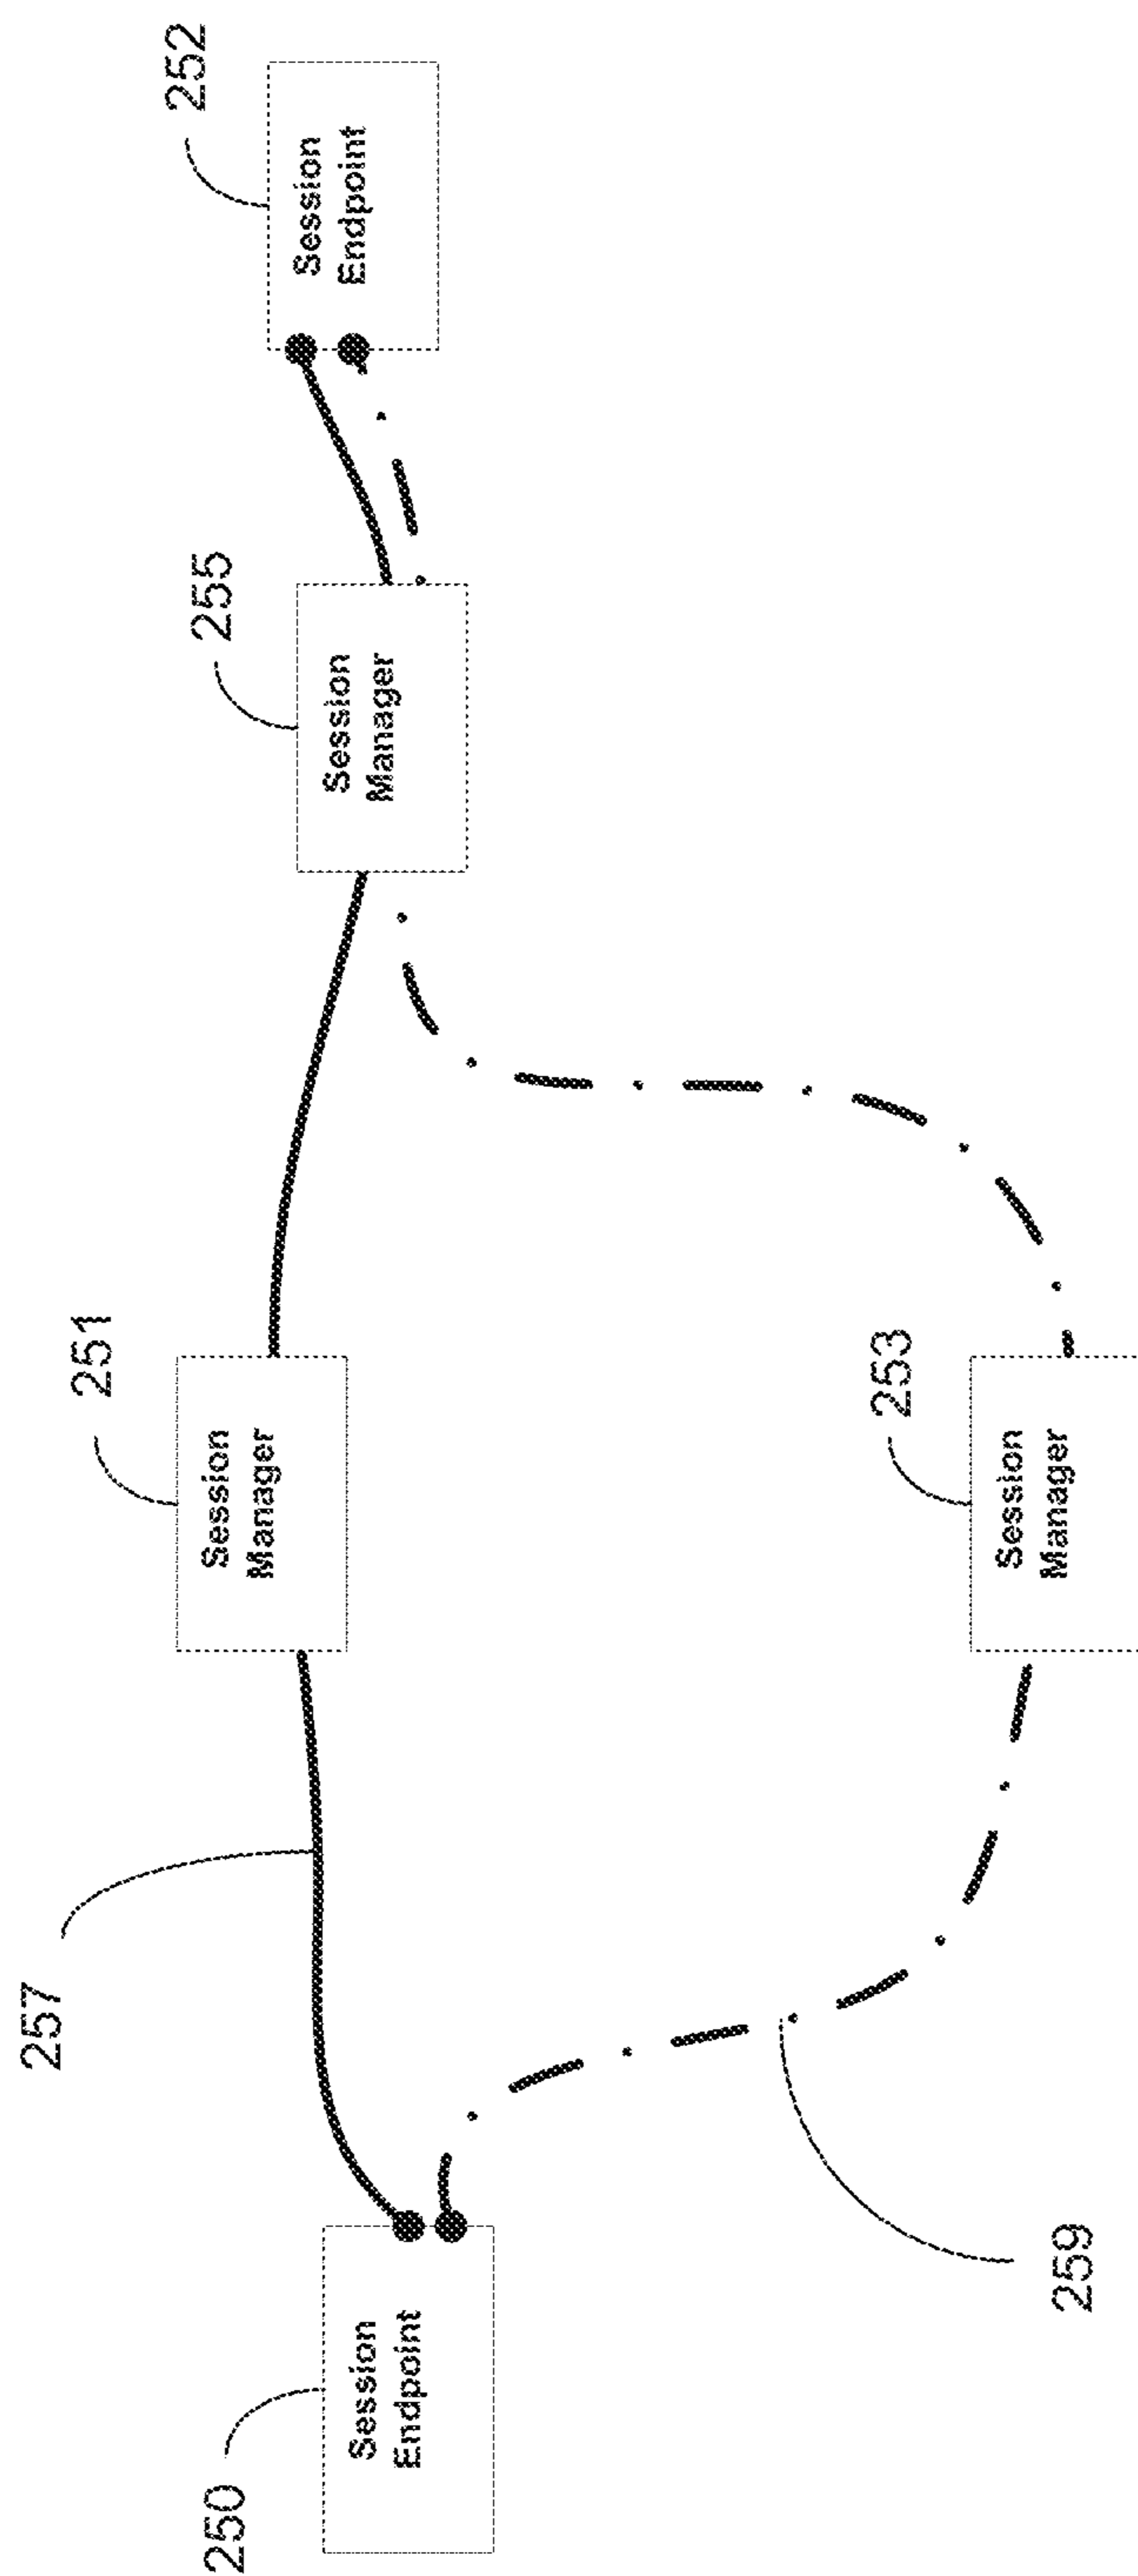 252
Session
Endpoint
255
Session
Manager
251
Session
Manager
253
Session
Manager
257
259
250
Session
Endpoint